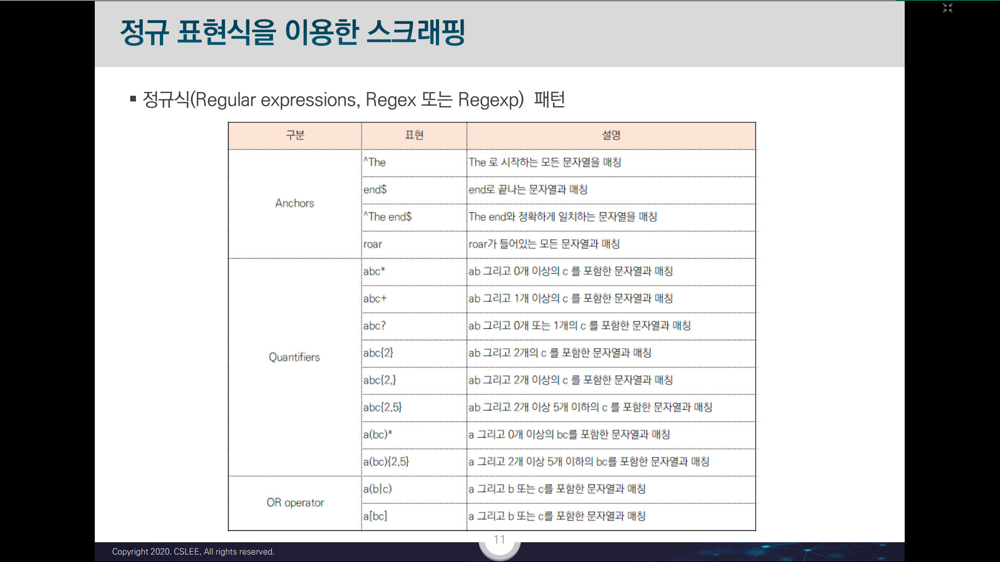 정규 표현식을 이용한 스크래핑
▪ 정규식(Regular expressions, Regex 또는 Regexp) 패턴
구분 표현 설명
Anchors
^The The 로 시작하는 모든 문자열을 매칭
end$ end로 끝나는 문자열과 매칭
^The end$ The end와 정확하게 일치하는 문자열을 매칭
roar roar가 들어있는 모든 문자열과 매칭
Quantifiers
abc* ab 그리고 0개 이상의 c 를 포함한 문자열과 매칭
abc+ ab 그리고 1개 이상의 c 를 포함한 문자열과 매칭
abc? ab 그리고 0개 또는 1개의 c 를 포함한 문자열과 매칭
abc{2} ab 그리고 2개의 c 를 포함한 문자열과 매칭
abc{2,} ab 그리고 2개 이상의 c 를 포함한 문자열과 매칭
abc{2,5} ab 그리고 2개 이상 5개 이하의 c 를 포함한 문자열과 매칭
a(bc)* a 그리고 0개 이상의 bc를 포함한 문자열과 매칭
a(bc){2,5} a 그리고 2개 이상 5개 이하의 bc를 포함한 문자열과 매칭
OR operator
a(b|c) a 그리고 b 또는 c를 포함한 문자열과 매칭
a[bc] a 그리고 b 또는 c를 포함한 문자열과 매칭
11
Copyright 2020. CSLEE, All rights reserved.